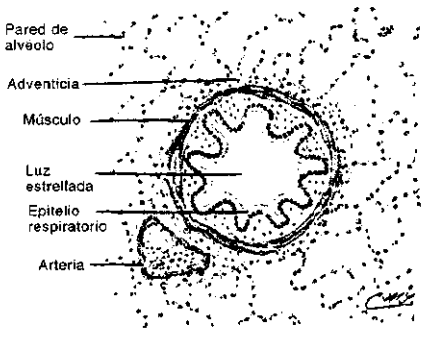 Pared de
alvéolo
Adventicia
Músculo
Luz
estrellada
Epitelio
respiratorio
Arteria